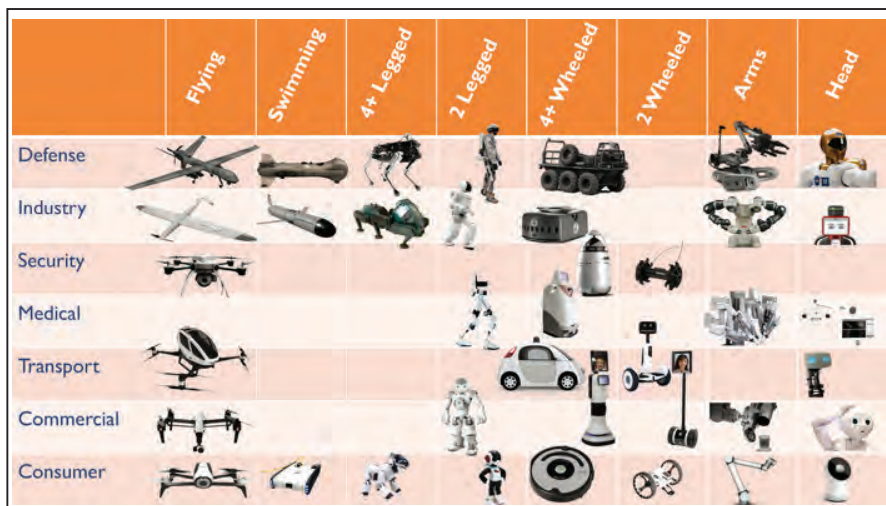 Flying
Swimming
4+ Legged
2 Legged
4+ Wheeled
2 Wheeled
Arms
Head
Defense
Industry
Security
Medical
Transport
Commercial
Consumer